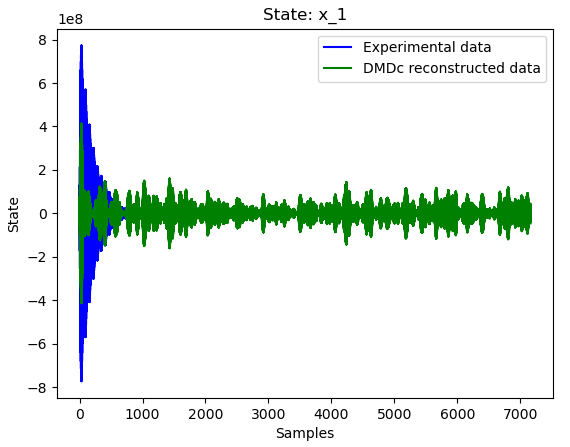 State: x_1
1e8
Experimental data
DMDc reconstructed data
8
6
4
2
0
−2
−4
−6
−8
State
0 1000 2000 3000 4000 5000 6000 7000
Samples